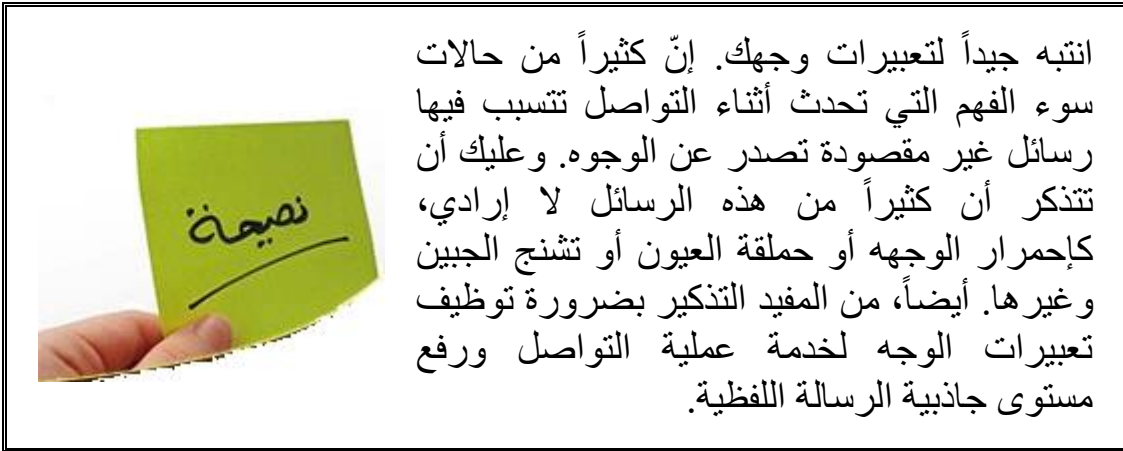 انتبه جيداً لتعبيرات وجهك. إنّ كثيراً من حالات
سوء الفهم التي تحدث أثناء التواصل تتسبب فيها
رسائل غير مقصودة تصدر عن الوجوه. وعليك أن
تتذكر أن كثيراً من هذه الرسائل لا إرادي،
كإحمرار الوجهه أو حملقة العيون أو تشنج الجبين
وغيرها. أيضاً، من المفيد التذكير بضرورة توظيف
تعبيرات الوجه لخدمة عملية التواصل ورفع
مستوى جاذبية الرسالة اللفظية.
نصيحة